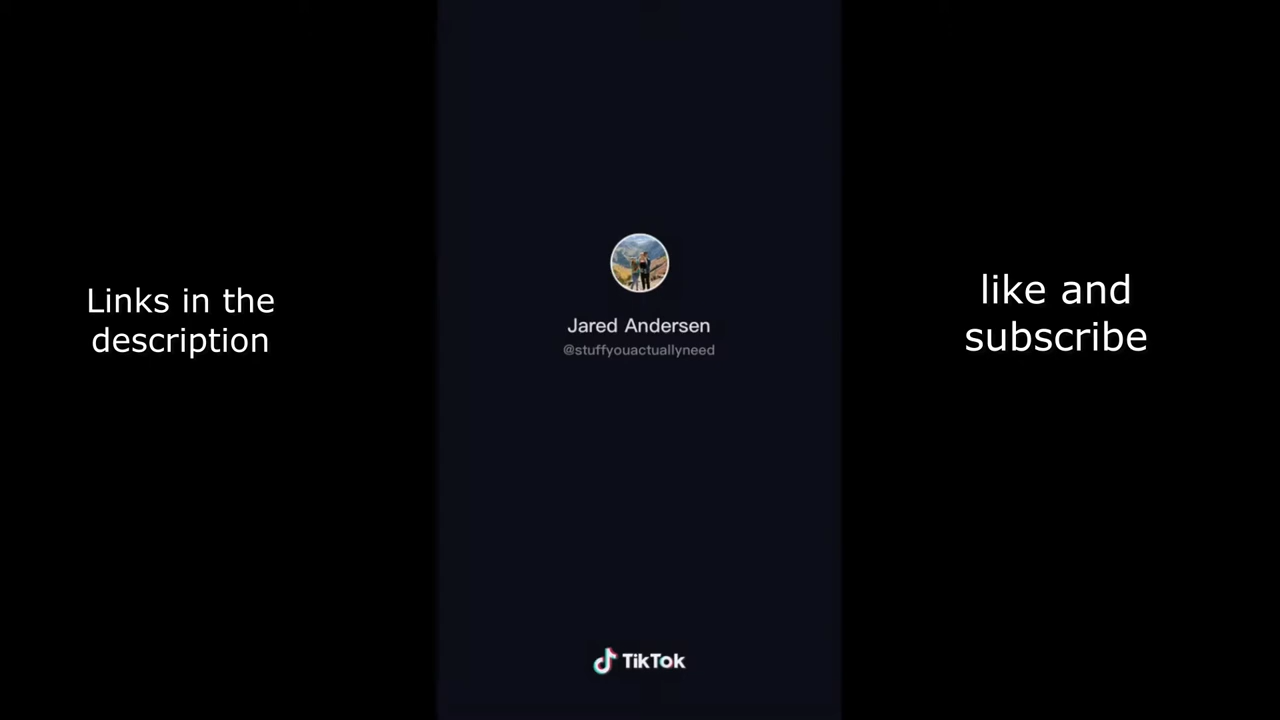 Links in the
description
Jared Andersen
@stuffyouactuallyneed
TikTok
like and
subscribe